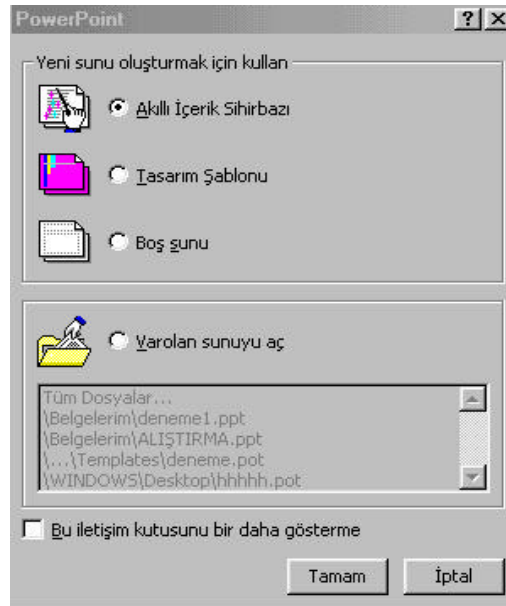 PowerPoint
Yeni sunu oluşturmak için kullan
Akıllı İçerik Sihirbazı
Tasarım Şablonu
Boş sunu
Varolan sunuyu aç
Tüm Dosyalar...
\Belgelerim\deneme1.ppt
\Belgelerim\ALIŞTIRMA.ppt
\...\Templates\deneme.pot
\WINDOWS\Desktop\hhhhh.pot
Bu iletişim kutusunu bir daha gösterme
Tamam İptal